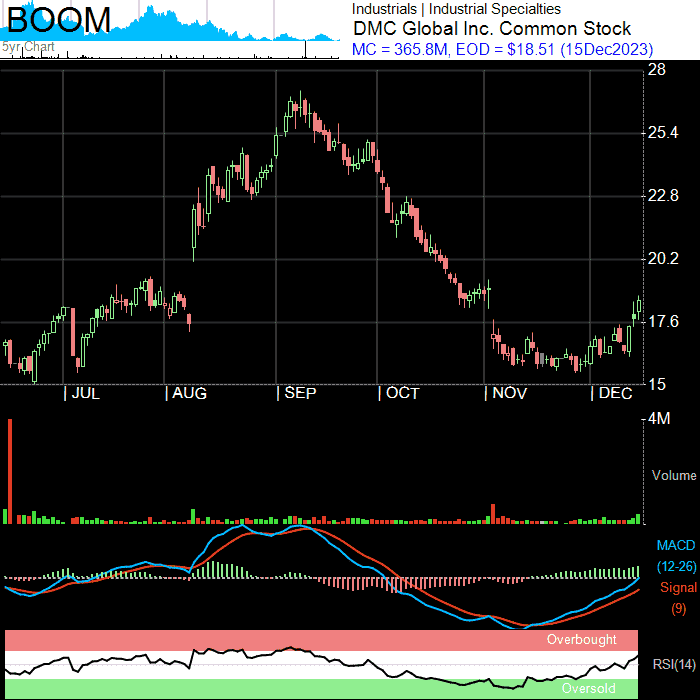 BOOM
5yr Chart
Industrials | Industrial Specialties
DMC Global Inc. Common Stock
MC = 365.8M, EOD = $18.51 (15Dec2023)
28
25.4
22.8
20.2
17.6
15
| JUL | AUG | SEP | OCT | NOV | DEC
4M
Volume
MACD
(12-26)
Signal
(9)
Overbought
RSI(14)
Oversold